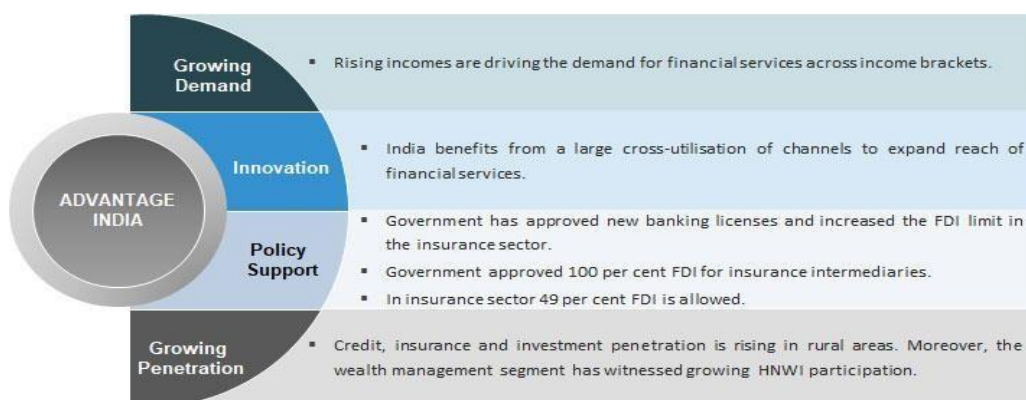 ADVANTAGE
INDIA
Growing
Demand
▪ Rising incomes are driving the demand for financial services across income brackets.
Innovation
▪ India benefits from a large cross-utilisation of channels to expand reach of
financial services.
Policy
Support
▪ Government has approved new banking licenses and increased the FDI limit in
the insurance sector.
▪ Government approved 100 per cent FDI for insurance intermediaries.
▪ In insurance sector 49 per cent FDI is allowed.
Growing
Penetration
▪ Credit, insurance and investment penetration is rising in rural areas. Moreover, the
wealth management segment has witnessed growing HNWI participation.